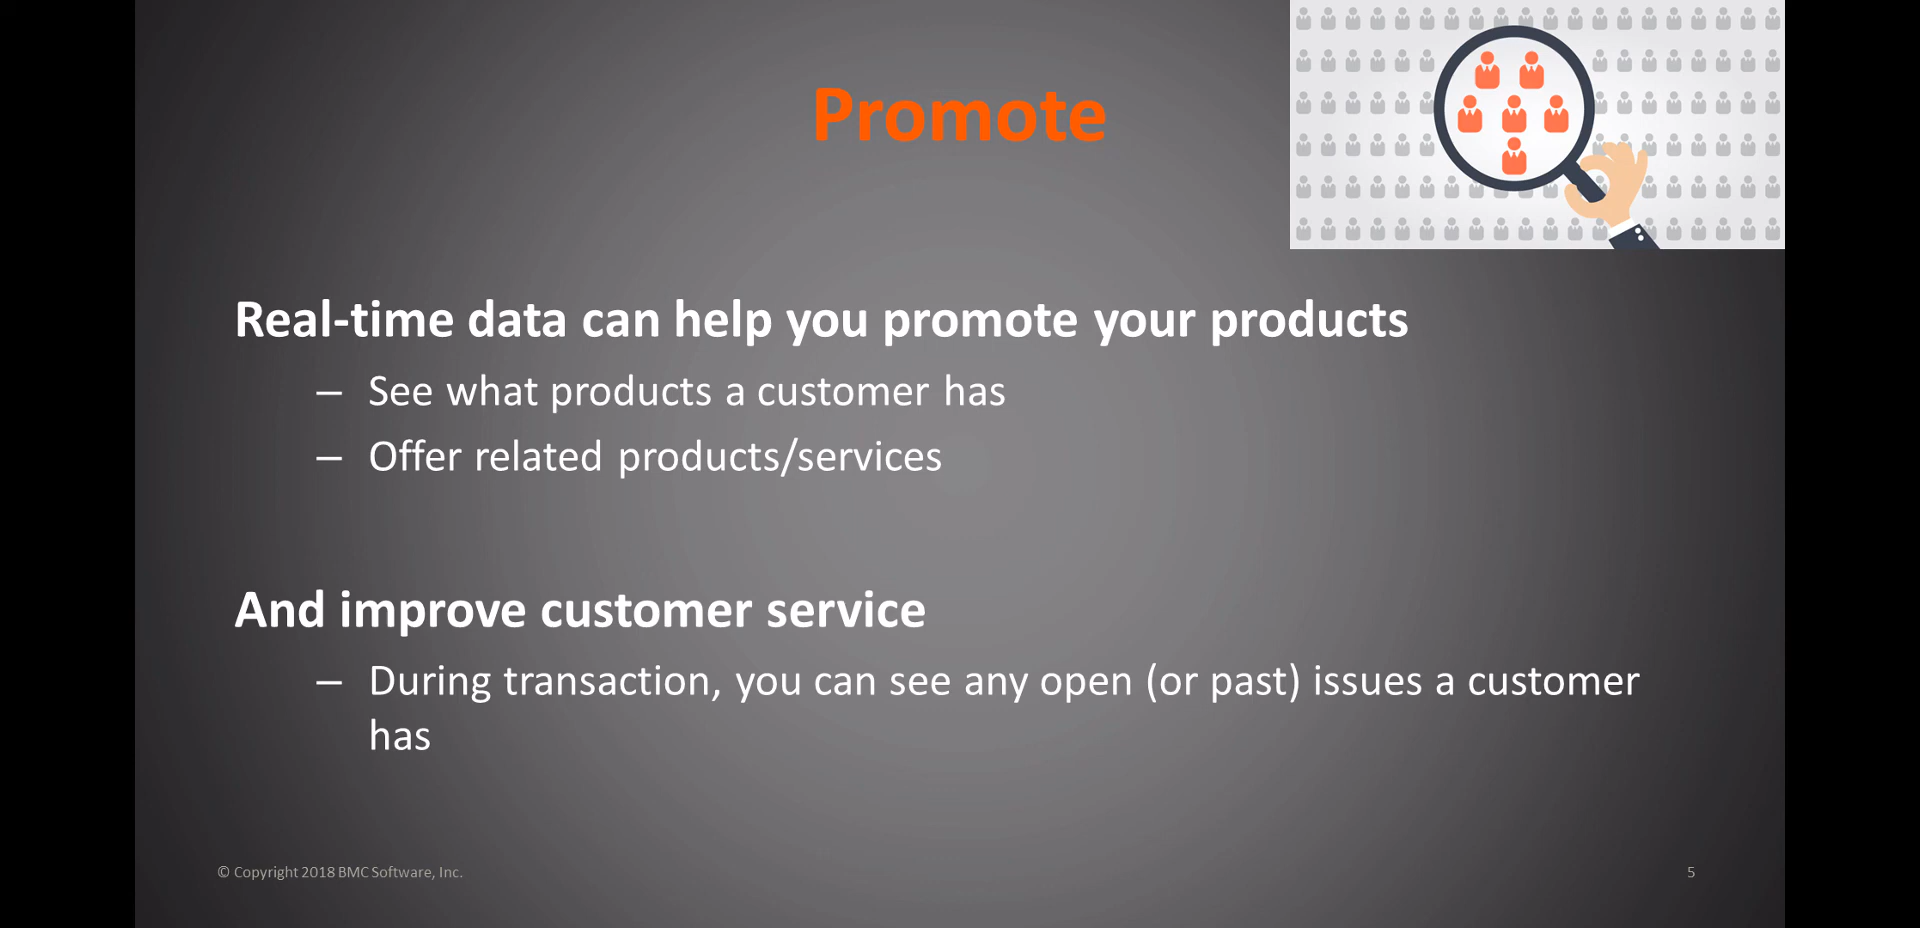 Promote
Real-time data can help you promote your products
– See what products a customer has
– Offer related products/services
And improve customer service
– During transaction, you can see any open (or past) issues a customer
has
© Copyright 2018 BMC Software, Inc.
5